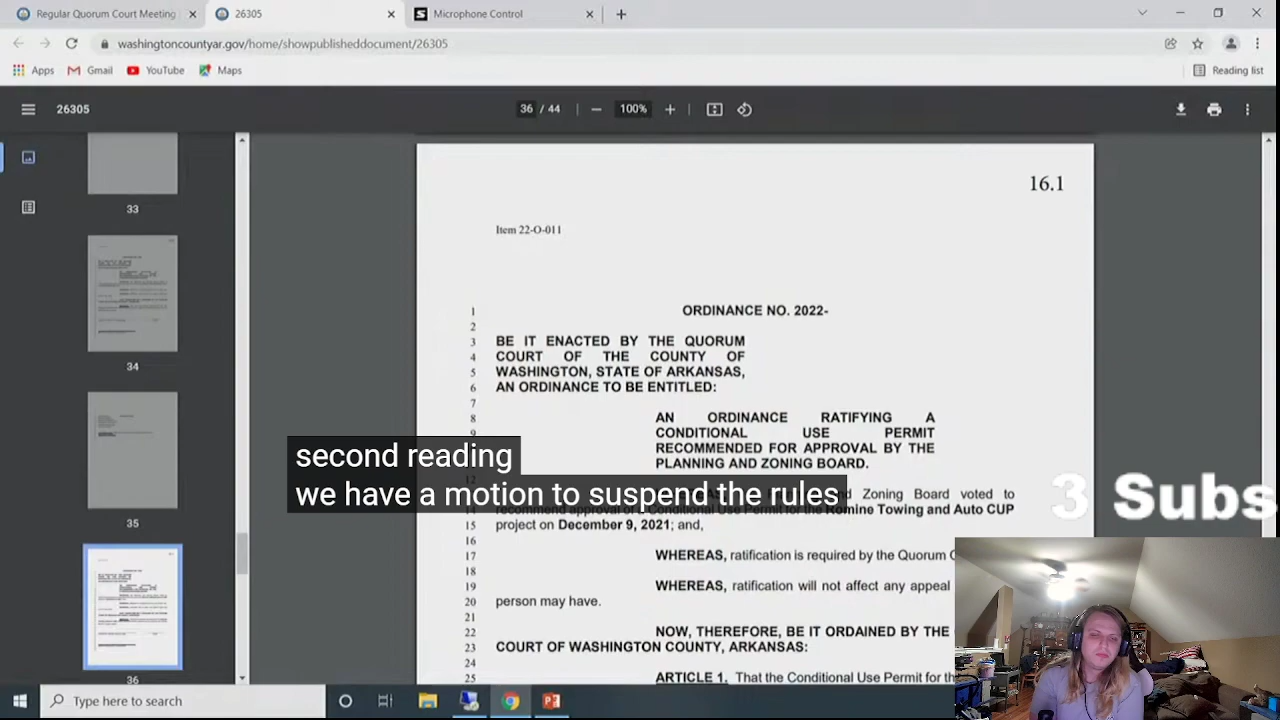 Regular Quorum Court Meeting
26305
Microphone Control
washingtoncountyar.gov/home/showpublisheddocument/26305
Apps
Gmail
YouTube
Maps
Reading list
26305
36 / 44
100%
33
34
35
36
16.1
Item 22-O-011
1 ORDINANCE NO. 2022-
2
3 BE IT ENACTED BY THE QUORUM
4 COURT OF THE COUNTY OF
5 WASHINGTON, STATE OF ARKANSAS,
6 AN ORDINANCE TO BE ENTITLED:
7
8 AN ORDINANCE RATIFYING A
9 CONDITIONAL USE PERMIT
RECOMMENDED FOR APPROVAL BY THE
PLANNING AND ZONING BOARD.
second reading
we have a motion to suspend the rules
Zoning Board voted to
Conditional Use Permit for the Romine Towing and Auto CUP
15 project on December 9, 2021; and,
16
17 WHEREAS, ratification is required by the Quorum
18
19 WHEREAS, ratification will not affect any appeal
20 person may have.
21
22 NOW, THEREFORE, BE IT ORDAINED BY THE
23 COURT OF WASHINGTON COUNTY, ARKANSAS:
24
25 ARTICLE 1. That the Conditional Use Permit for
3 Subs
Type here to search